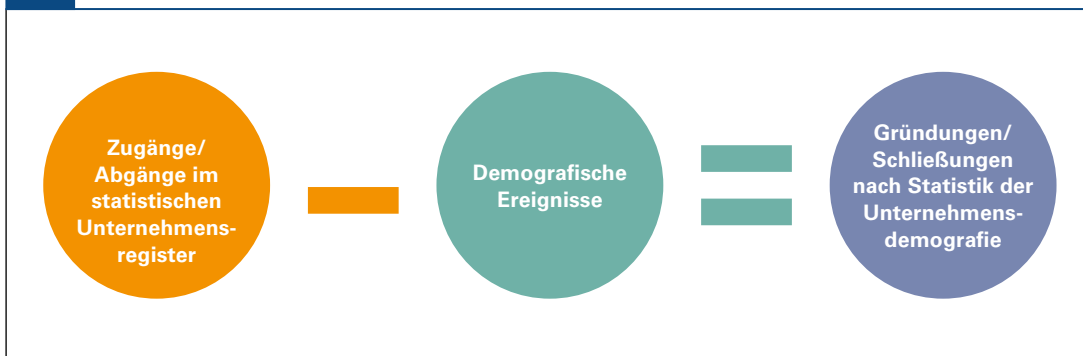 Zugänge/
Abgänge im
statistischen
Unternehmens-
register
Demografische
Ereignisse
Gründungen/
Schließungen
nach Statistik der
Unternehmens-
demografie